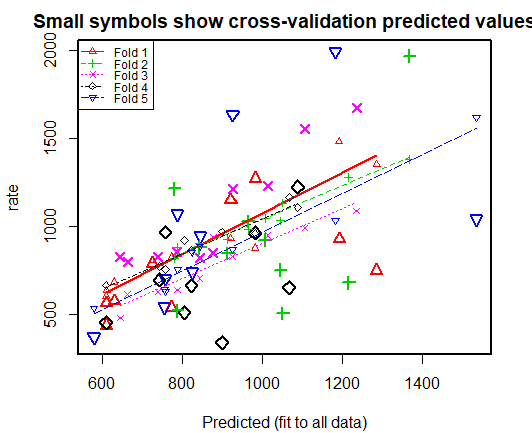 Small symbols show cross-validation predicted values
Fold 1
Fold 2
Fold 3
Fold 4
Fold 5
rate
2000
1500
1000
500
600 800 1000 1200 1400
Predicted (fit to all data)